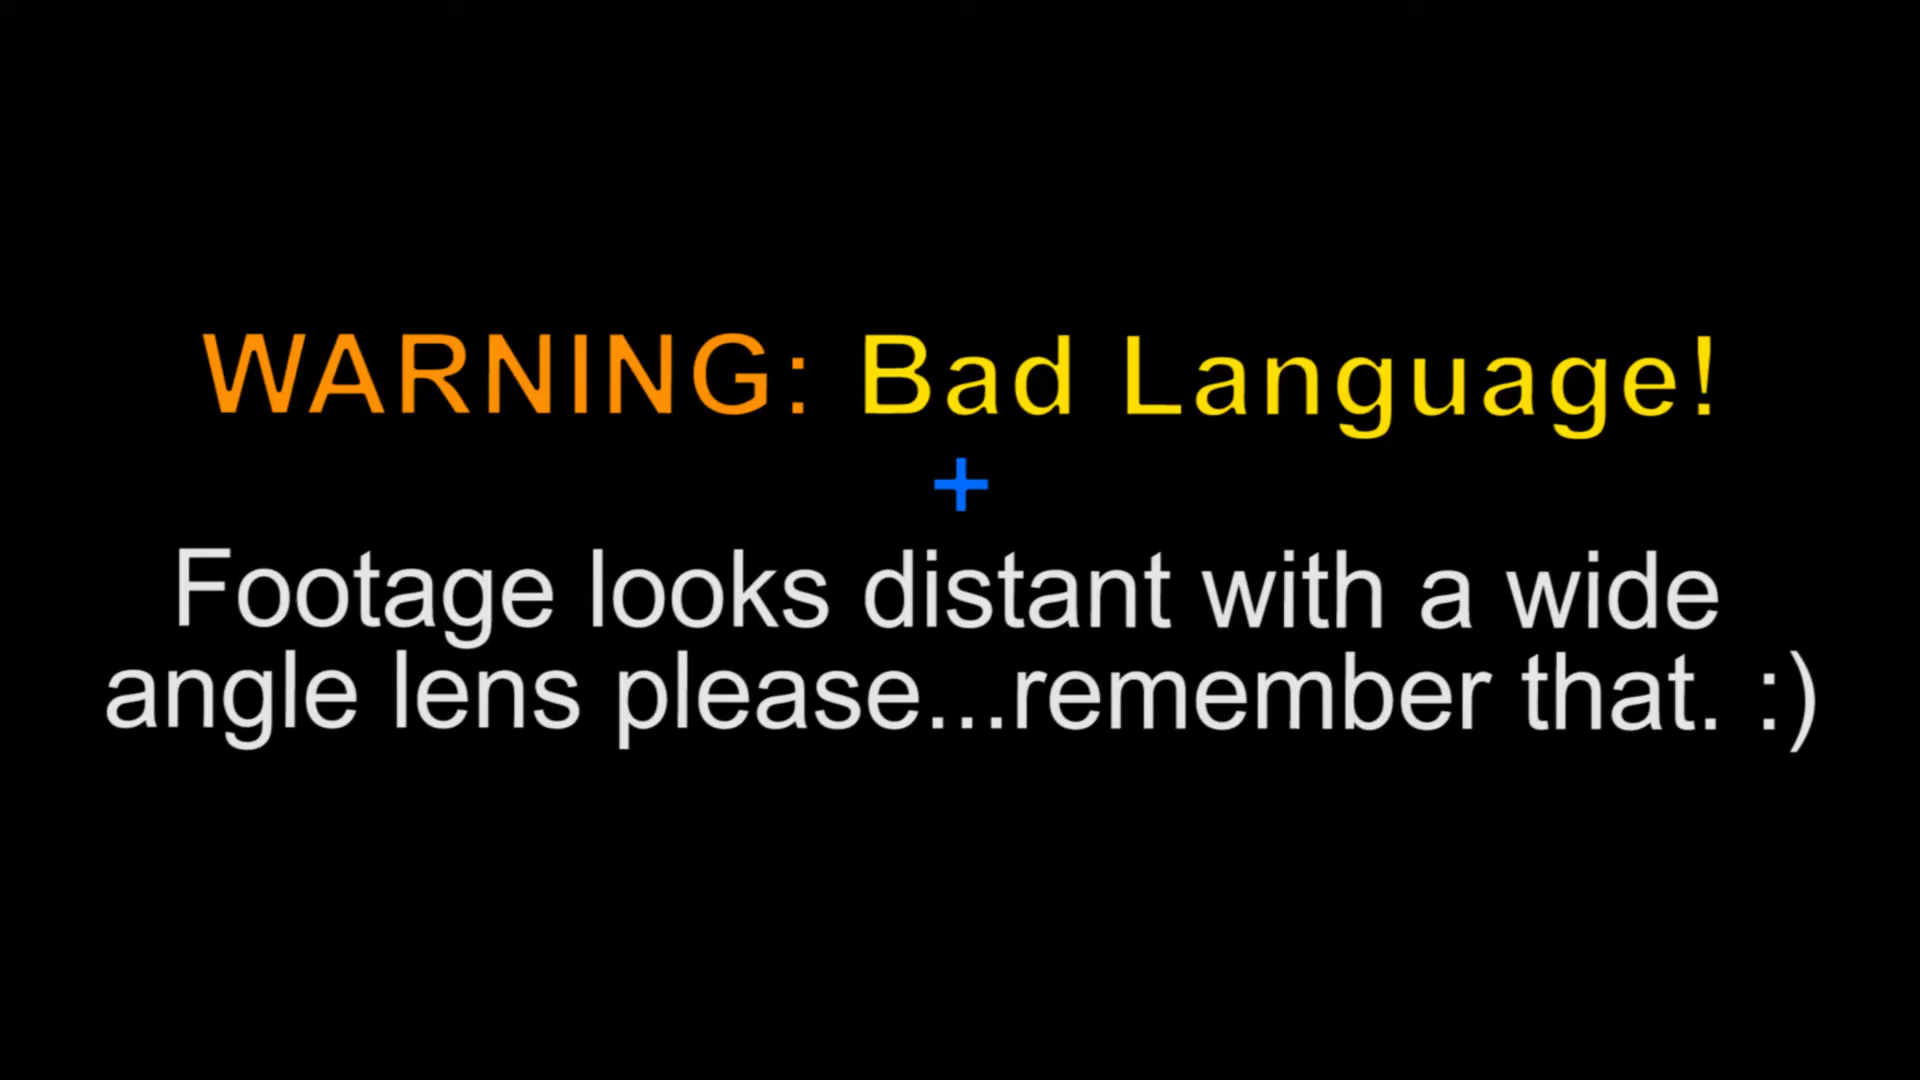 WARNING: Bad Language!
+
Footage looks distant with a wide
angle lens please...remember that. :)